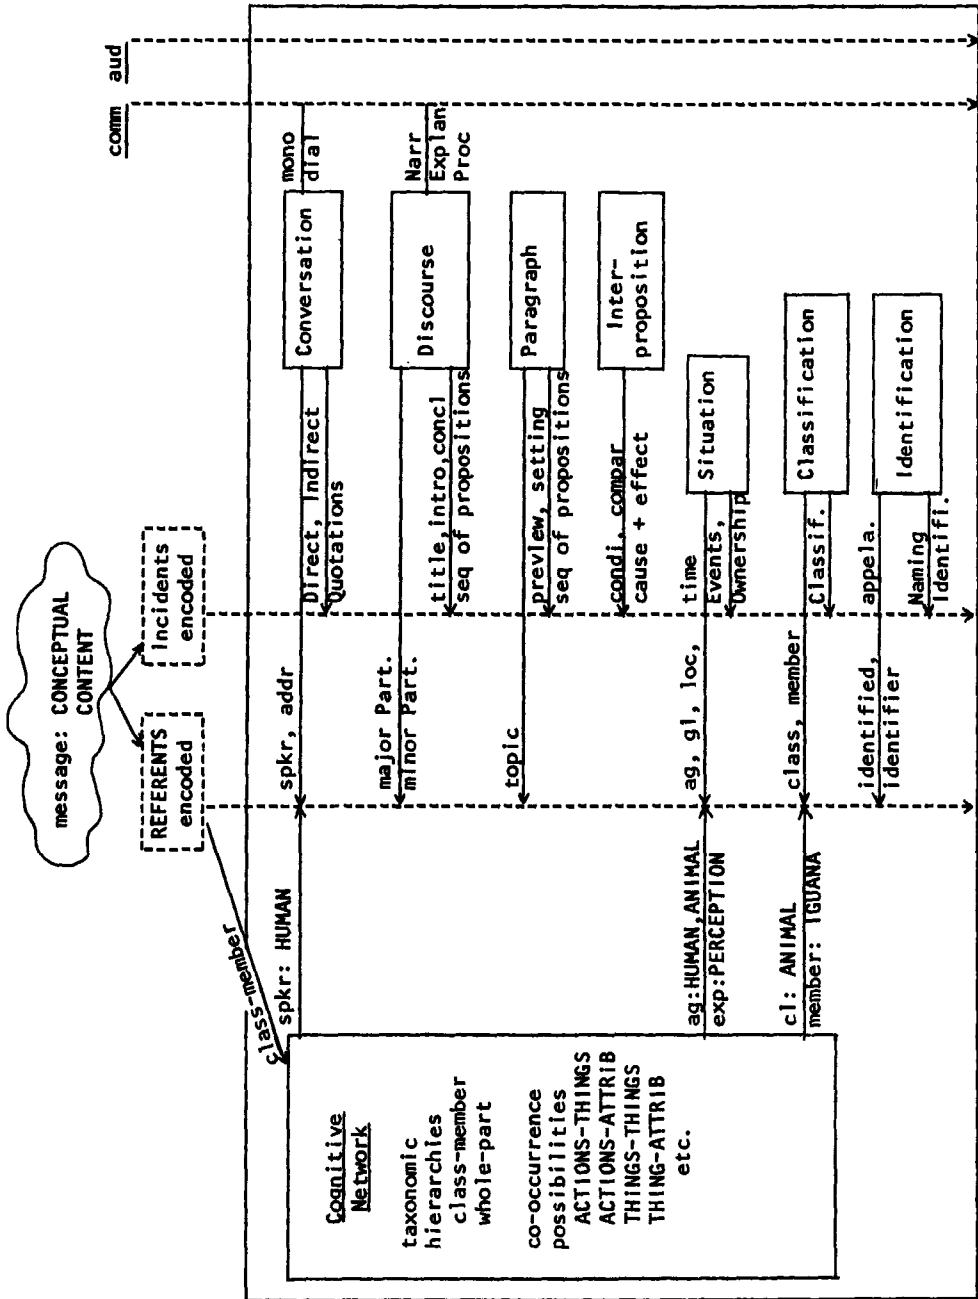 message: CONCEPTUAL
CONTENT
REFERENTS
encoded
Incidents
encoded
comm
aud
class-member
Cognitive
Network
taxonomic
hierarchies
class-member
whole-part
co-occurrence
possibilities
ACTIONS-THINGS
ACTIONS-ATTRIB
THINGS-THINGS
THING-ATTRIB
etc.
spkr: HUMAN
spkr, addr
Direct, Indirect
Quotations
Conversation
mono
dial
major Part.
minor Part.
title,intro,concl
seq of propositions
Discourse
Narr
Explan
Proc
topic
preview, setting
seq of propositions
Paragraph
condi. compar
cause + effect
Inter-
proposition
ag:HUMAN,ANIMAL
exp:PERCEPTION
ag, gl, loc,
time
Events,
Ownership
Situation
cl: ANIMAL
member: IGUANA
class, member
Classif.
Classification
identified,
identifier
appela.
Naming
Identifi.
Identification